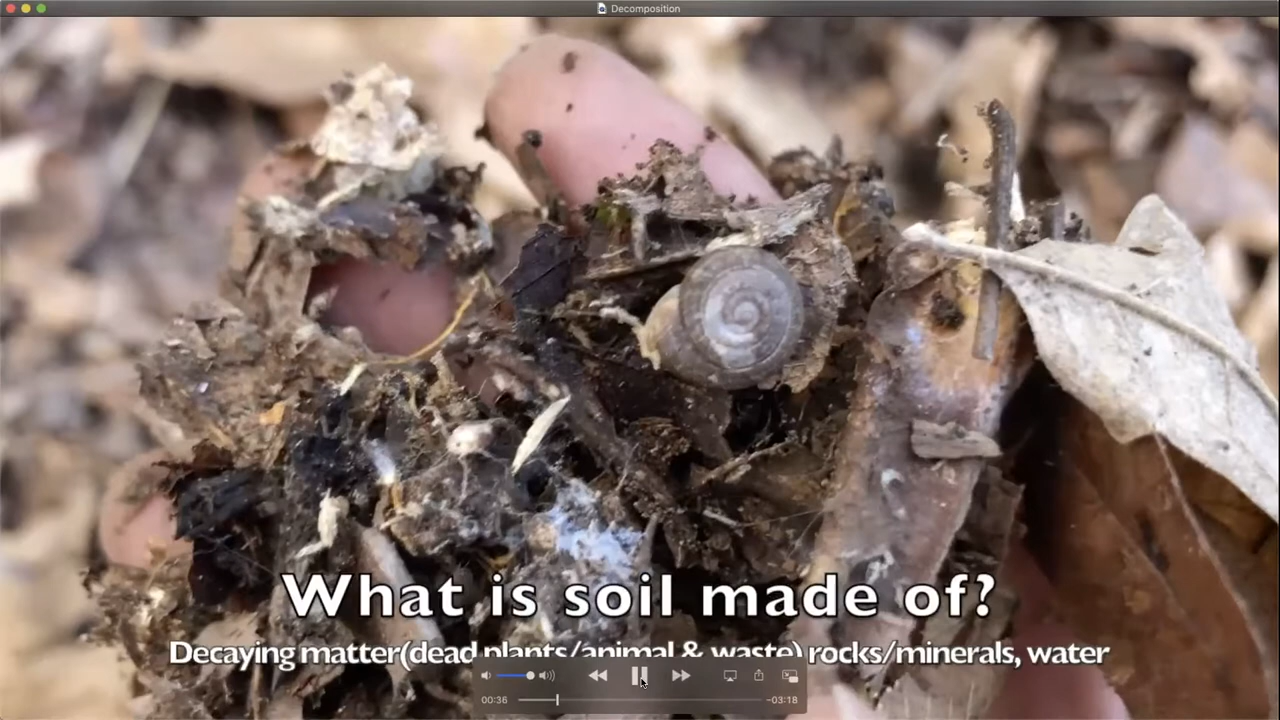 Decomposition
What is soil made of?
Decaying matter(dead plants/animal & waste) rocks/minerals, water
00:36
-03:18